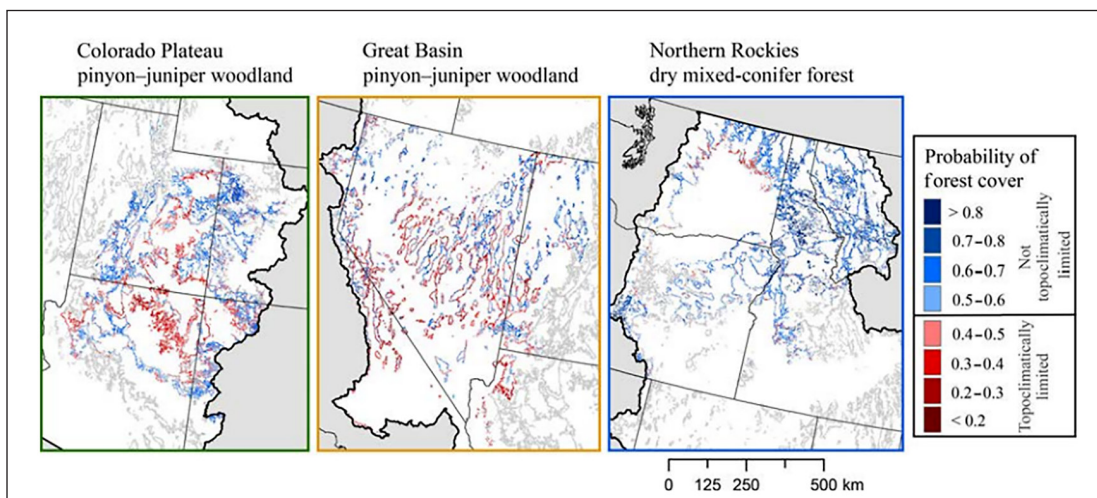 Colorado Plateau
pinyon–juniper woodland
Great Basin
pinyon–juniper woodland
Northern Rockies
dry mixed-conifer forest
Probability of
forest cover
> 0.8
0.7–0.8
0.6–0.7
0.5–0.6
Not
topoclimatically
limited
0.4–0.5
0.3–0.4
0.2–0.3
< 0.2
Topoclimatically
limited
0 125 250 500 km